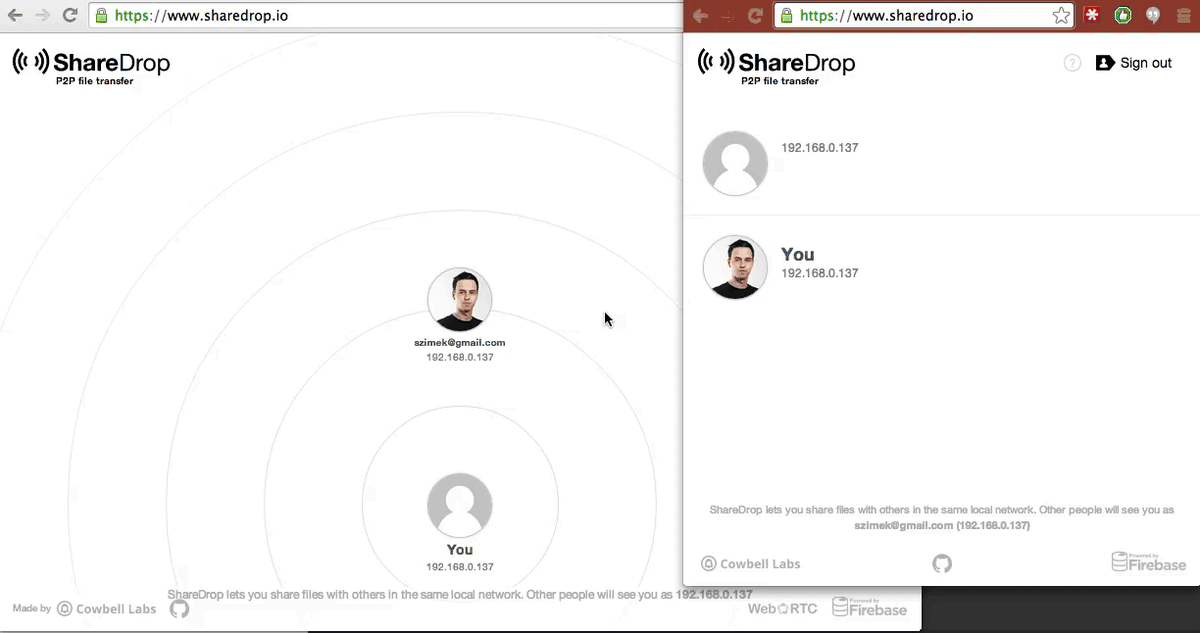 https://www.sharedrop.io
ShareDrop
P2P file transfer
szimek@gmail.com
192.168.0.137
You
192.168.0.137
ShareDrop lets you share files with others in the same local network. Other people will see you as 192.168.0.137
Made by Cowbell Labs
WebRTC
Powered by
Firebase
https://www.sharedrop.io
ShareDrop
P2P file transfer
? Sign out
192.168.0.137
You
192.168.0.137
ShareDrop lets you share files with others in the same local network. Other people will see you as
szimek@gmail.com (192.168.0.137)
Cowbell Labs
Powered by
Firebase